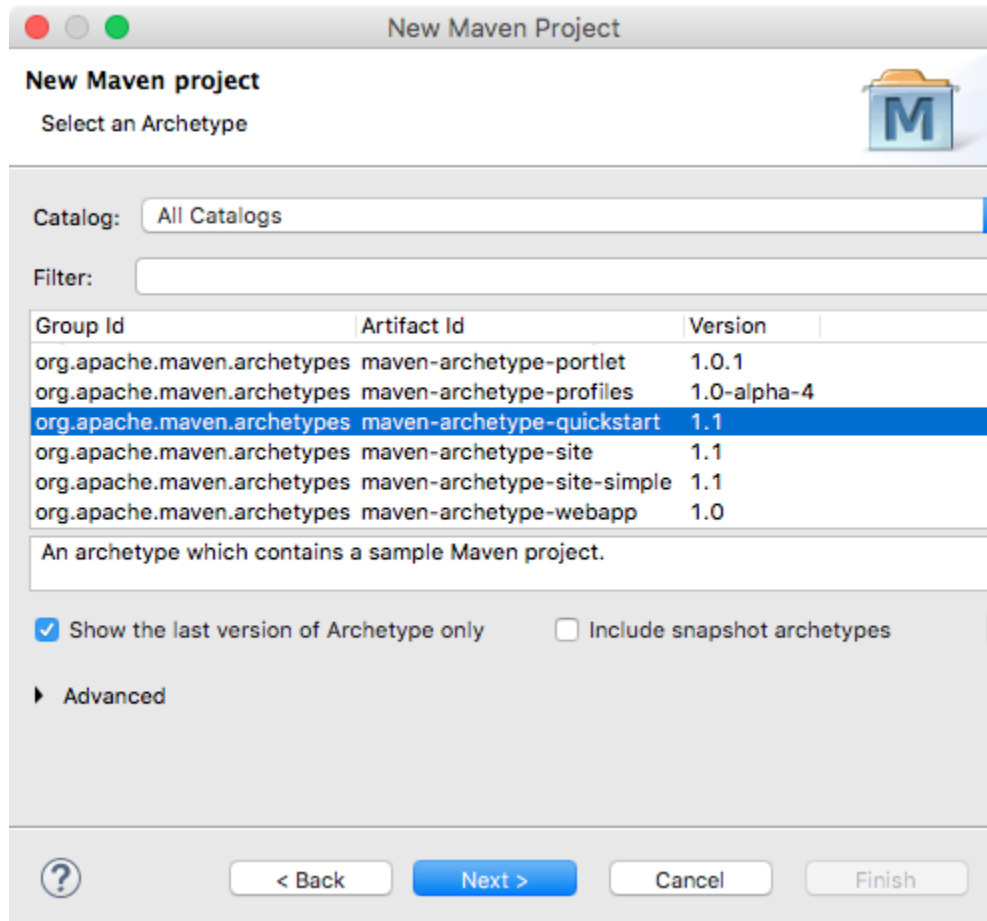 New Maven Project
New Maven project
Select an Archetype
M
Catalog: All Catalogs
Filter:
Group Id Artifact Id Version
org.apache.maven.archetypes maven-archetype-portlet 1.0.1
org.apache.maven.archetypes maven-archetype-profiles 1.0-alpha-4
org.apache.maven.archetypes maven-archetype-quickstart 1.1
org.apache.maven.archetypes maven-archetype-site 1.1
org.apache.maven.archetypes maven-archetype-site-simple 1.1
org.apache.maven.archetypes maven-archetype-webapp 1.0
An archetype which contains a sample Maven project.
Show the last version of Archetype only Include snapshot archetypes
Advanced
? < Back Next > Cancel Finish